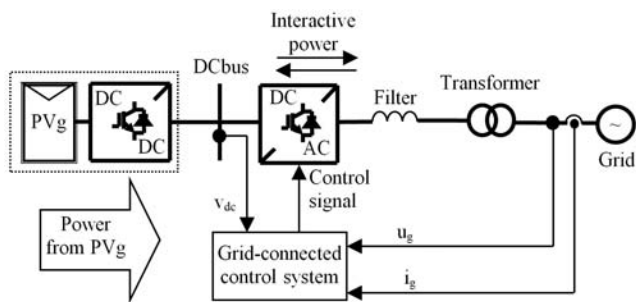 Interactive
power
DCbus
Transformer
Filter
PVg
DC
DC
DC
AC
~
Grid
Control
signal
Power
from PVg
vdc
Grid-connected
control system
ug
ig